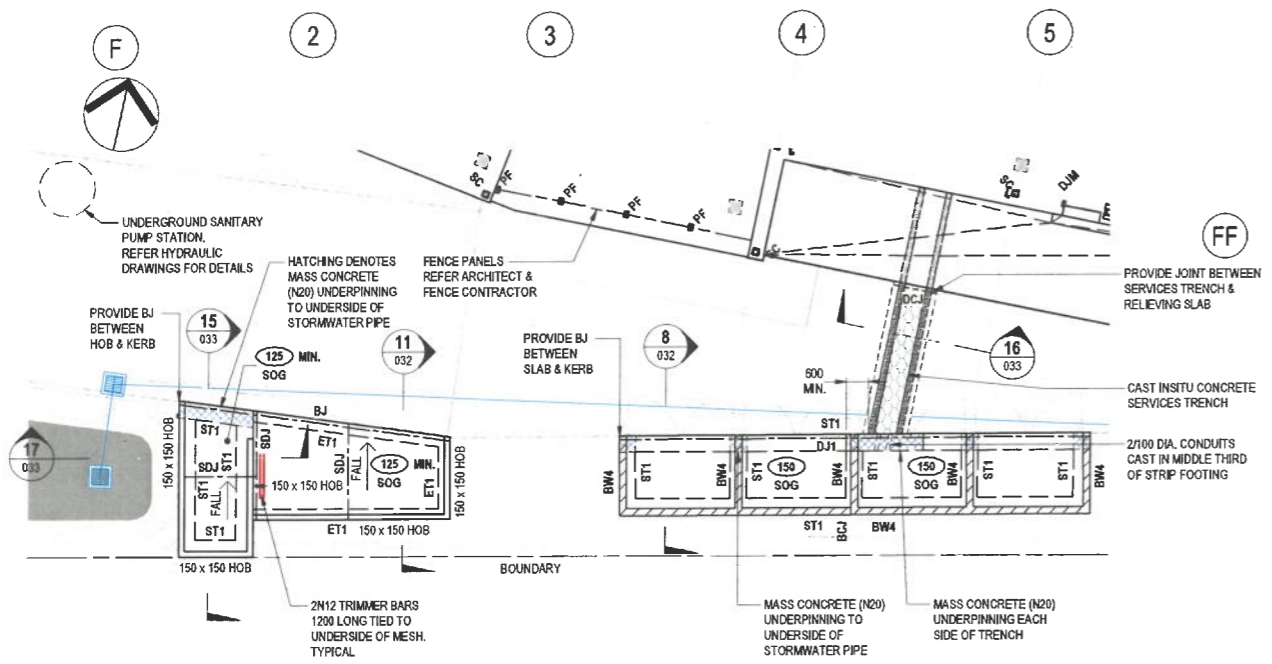 F
2
3
4
5
FF
UNDERGROUND SANITARY
PUMP STATION.
REFER HYDRAULIC
DRAWINGS FOR DETAILS
HATCHING DENOTES
MASS CONCRETE
(N20) UNDERPINNING
TO UNDERSIDE OF
STORMWATER PIPE
FENCE PANELS
REFER ARCHITECT &
FENCE CONTRACTOR
SC
PF
PF
PF
PF
SC
DJM
PROVIDE JOINT BETWEEN
SERVICES TRENCH &
RELIEVING SLAB
DCJ
PROVIDE BJ
BETWEEN
HOB & KERB
15
033
125 MIN.
SOG
11
032
PROVIDE BJ
BETWEEN
SLAB & KERB
8
032
600
MIN.
16
033
CAST INSITU CONCRETE
SERVICES TRENCH
17
033
150 x 150 HOB
ST1
SDJ
ST1
ST1
FALL
ST1
150 x 150 HOB
SDJ
BJ
ET1
SDJ
FALL
125 MIN.
SOG
150 x 150 HOB
ET1
150 x 150 HOB
ET1
150 x 150 HOB
ST1
DJ1
BW4
ST1
BW4
ST1
150
SOG
BW4
ST1
150
SOG
BW4
ST1
BW4
ST1
BCJ
BW4
2/100 DIA. CONDUITS
CAST IN MIDDLE THIRD
OF STRIP FOOTING
BOUNDARY
2N12 TRIMMER BARS
1200 LONG TIED TO
UNDERSIDE OF MESH.
TYPICAL
MASS CONCRETE (N20)
UNDERPINNING TO
UNDERSIDE OF
STORMWATER PIPE
MASS CONCRETE (N20)
UNDERPINNING EACH
SIDE OF TRENCH